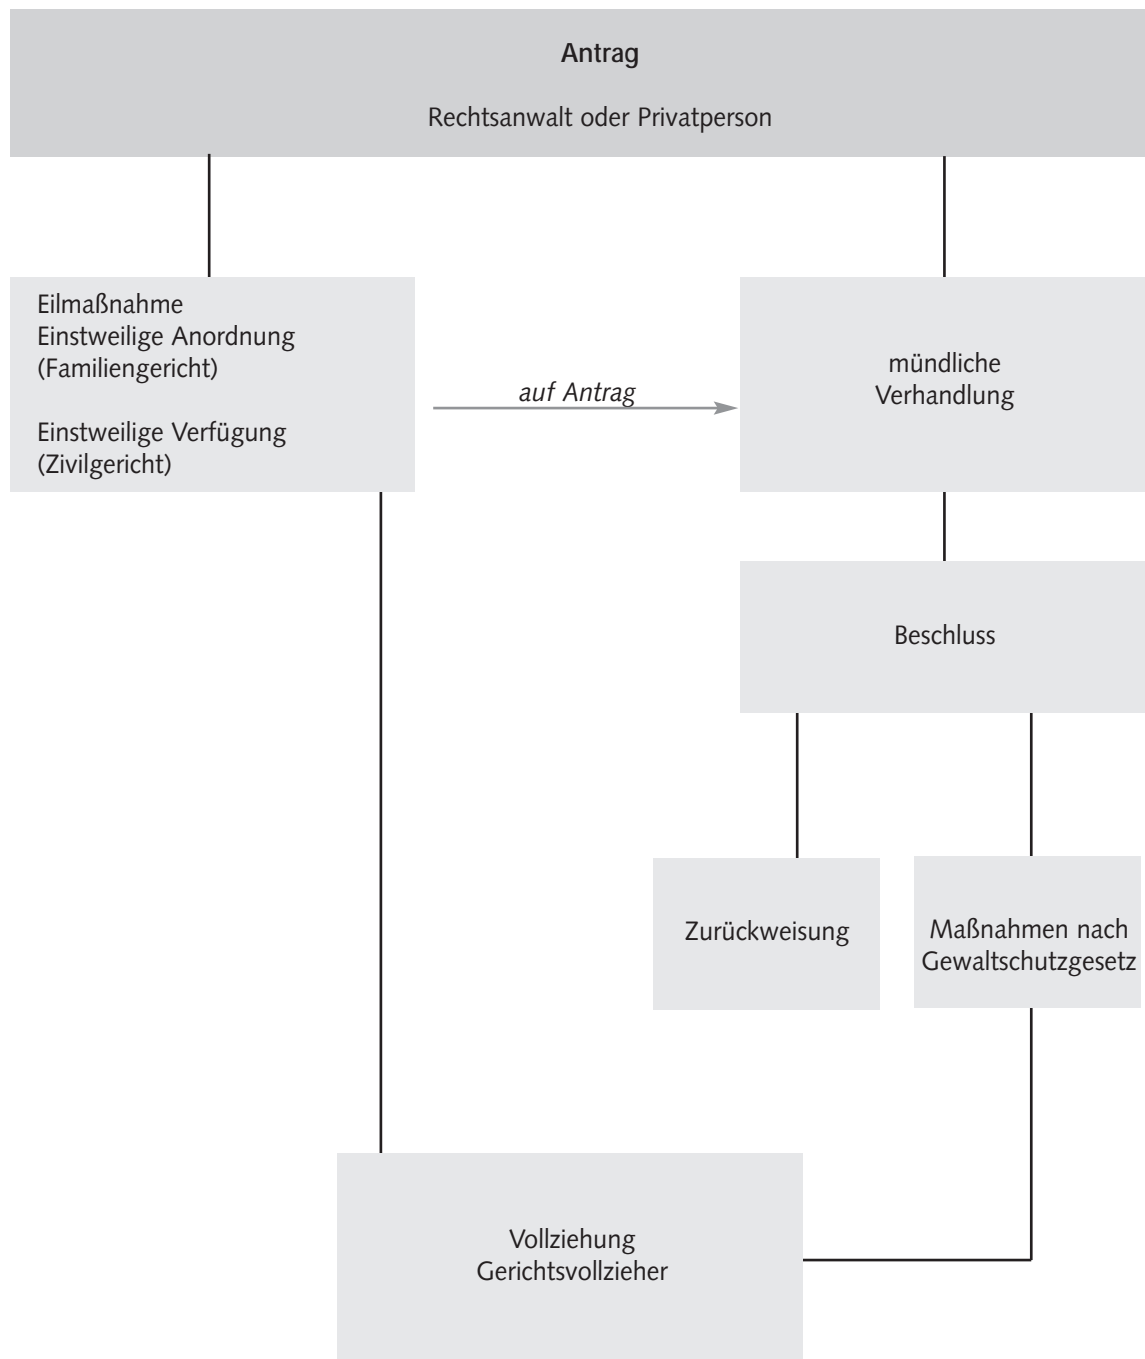 Antrag
Rechtsanwalt oder Privatperson
Eilmaßnahme
Einstweilige Anordnung
(Familiengericht)
Einstweilige Verfügung
(Zivilgericht)
auf Antrag
mündliche
Verhandlung
Beschluss
Zurückweisung
Maßnahmen nach
Gewaltschutzgesetz
Vollziehung
Gerichtsvollzieher